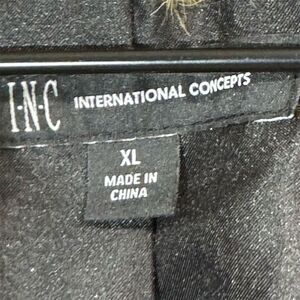 I·N·C INTERNATIONAL CONCEPTS
XL
MADE IN
CHINA